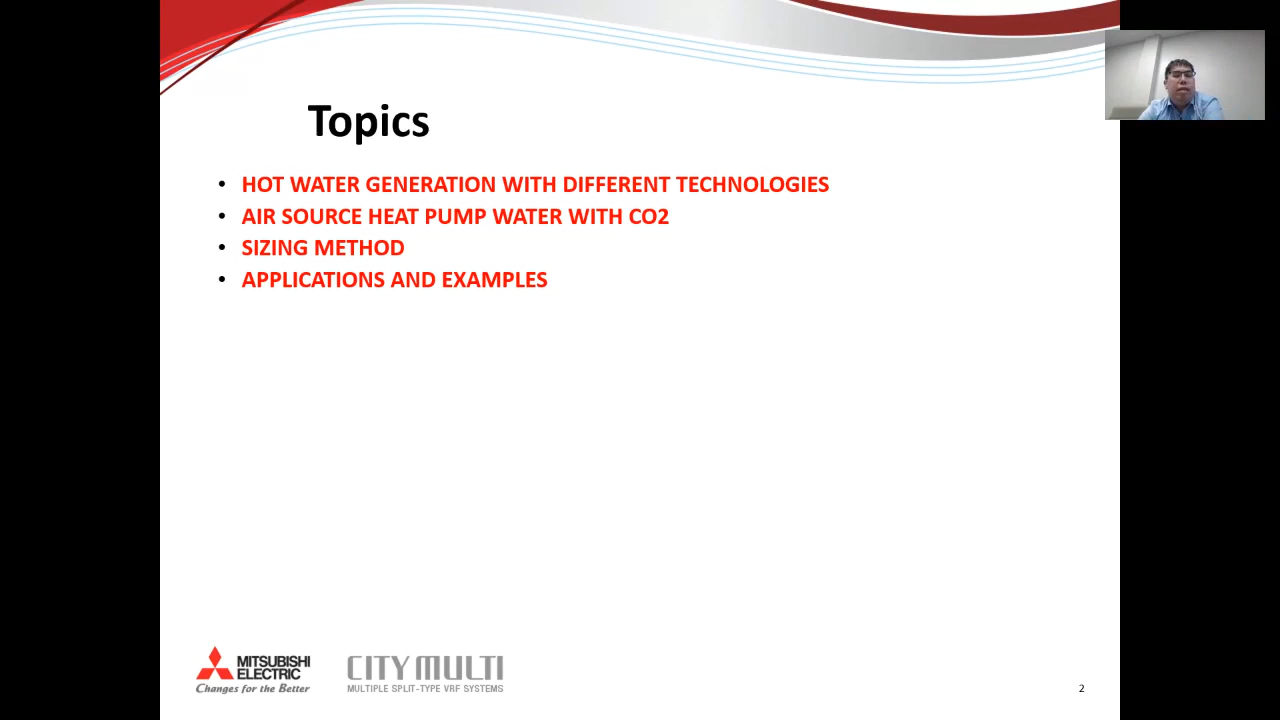 Topics
• HOT WATER GENERATION WITH DIFFERENT TECHNOLOGIES
• AIR SOURCE HEAT PUMP WATER WITH CO2
• SIZING METHOD
• APPLICATIONS AND EXAMPLES
MITSUBISHI
ELECTRIC
Changes for the Better
CITY MULTI
MULTIPLE SPLIT-TYPE VRF SYSTEMS
2